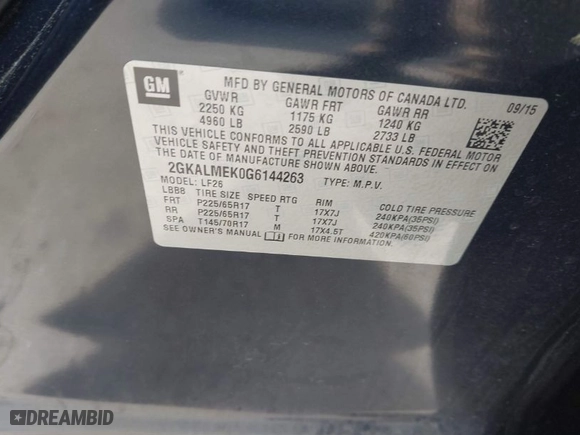 GM
MFD BY GENERAL MOTORS OF CANADA LTD.
GVWR GAWR FRT GAWR RR 09/15
2250 KG 1175 KG 1240 KG
4960 LB 2590 LB 2733 LB
THIS VEHICLE CONFORMS TO ALL APPLICABLE U.S. FEDERAL MOTOR
VEHICLE SAFETY AND THEFT PREVENTION STANDARDS IN EFFECT ON
THE DATE OF MANUFACTURE SHOWN ABOVE.
2GKALMEK0G6144263 TYPE: M.P.V.
MODEL: LF26
LBB8 TIRE SIZE SPEED RTG RIM COLD TIRE PRESSURE
FRT P225/65R17 T 17X7J 240KPA(35PSI)
RR P225/65R17 T 17X7J 240KPA(35PSI)
SPA T145/70R17 M 17X4.5T 420KPA(60PSI)
SEE OWNER'S MANUAL FOR ADDITIONAL INFORMATION.
DREAMBID